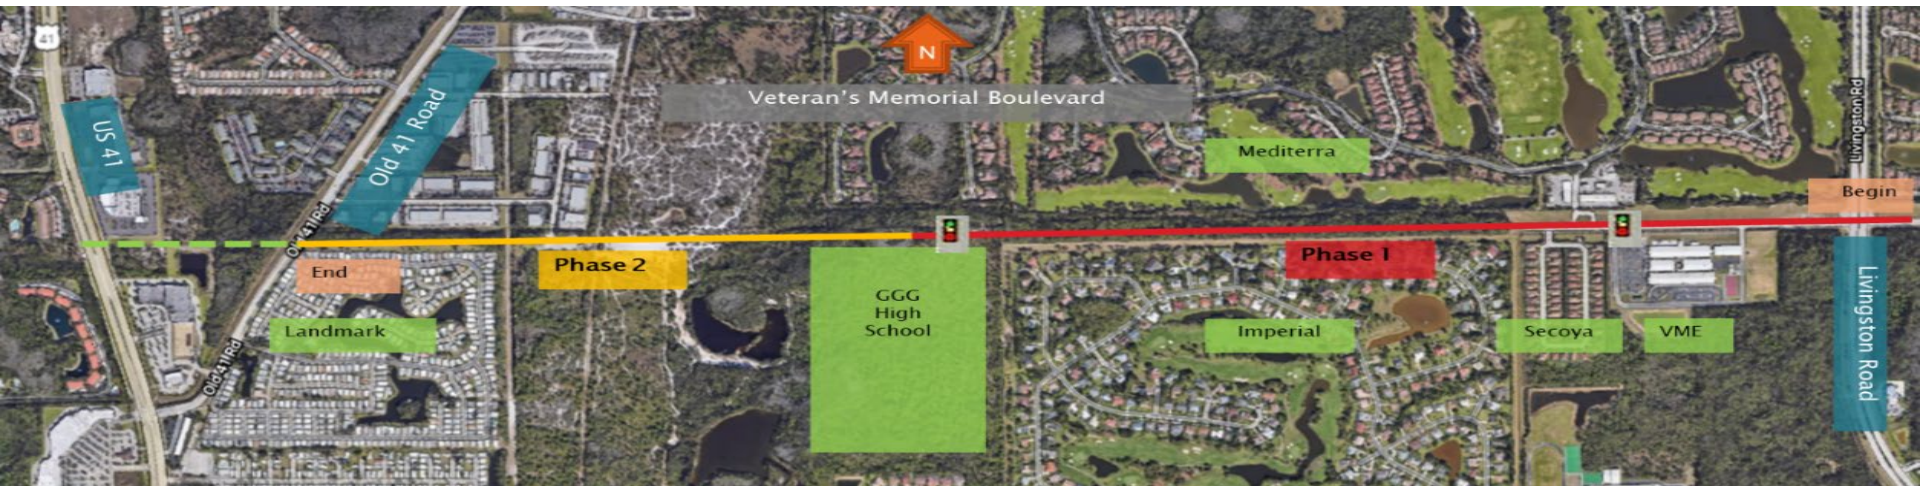 41
N
Veteran's Memorial Boulevard
US 41
Old 41 Road
Livingston Rd
Mediterra
Begin
Old 41 Rd
End
Phase 2
Phase 1
GGG
High
School
Landmark
Imperial
Secoya
VME
Livingston Road
Old 41 Rd